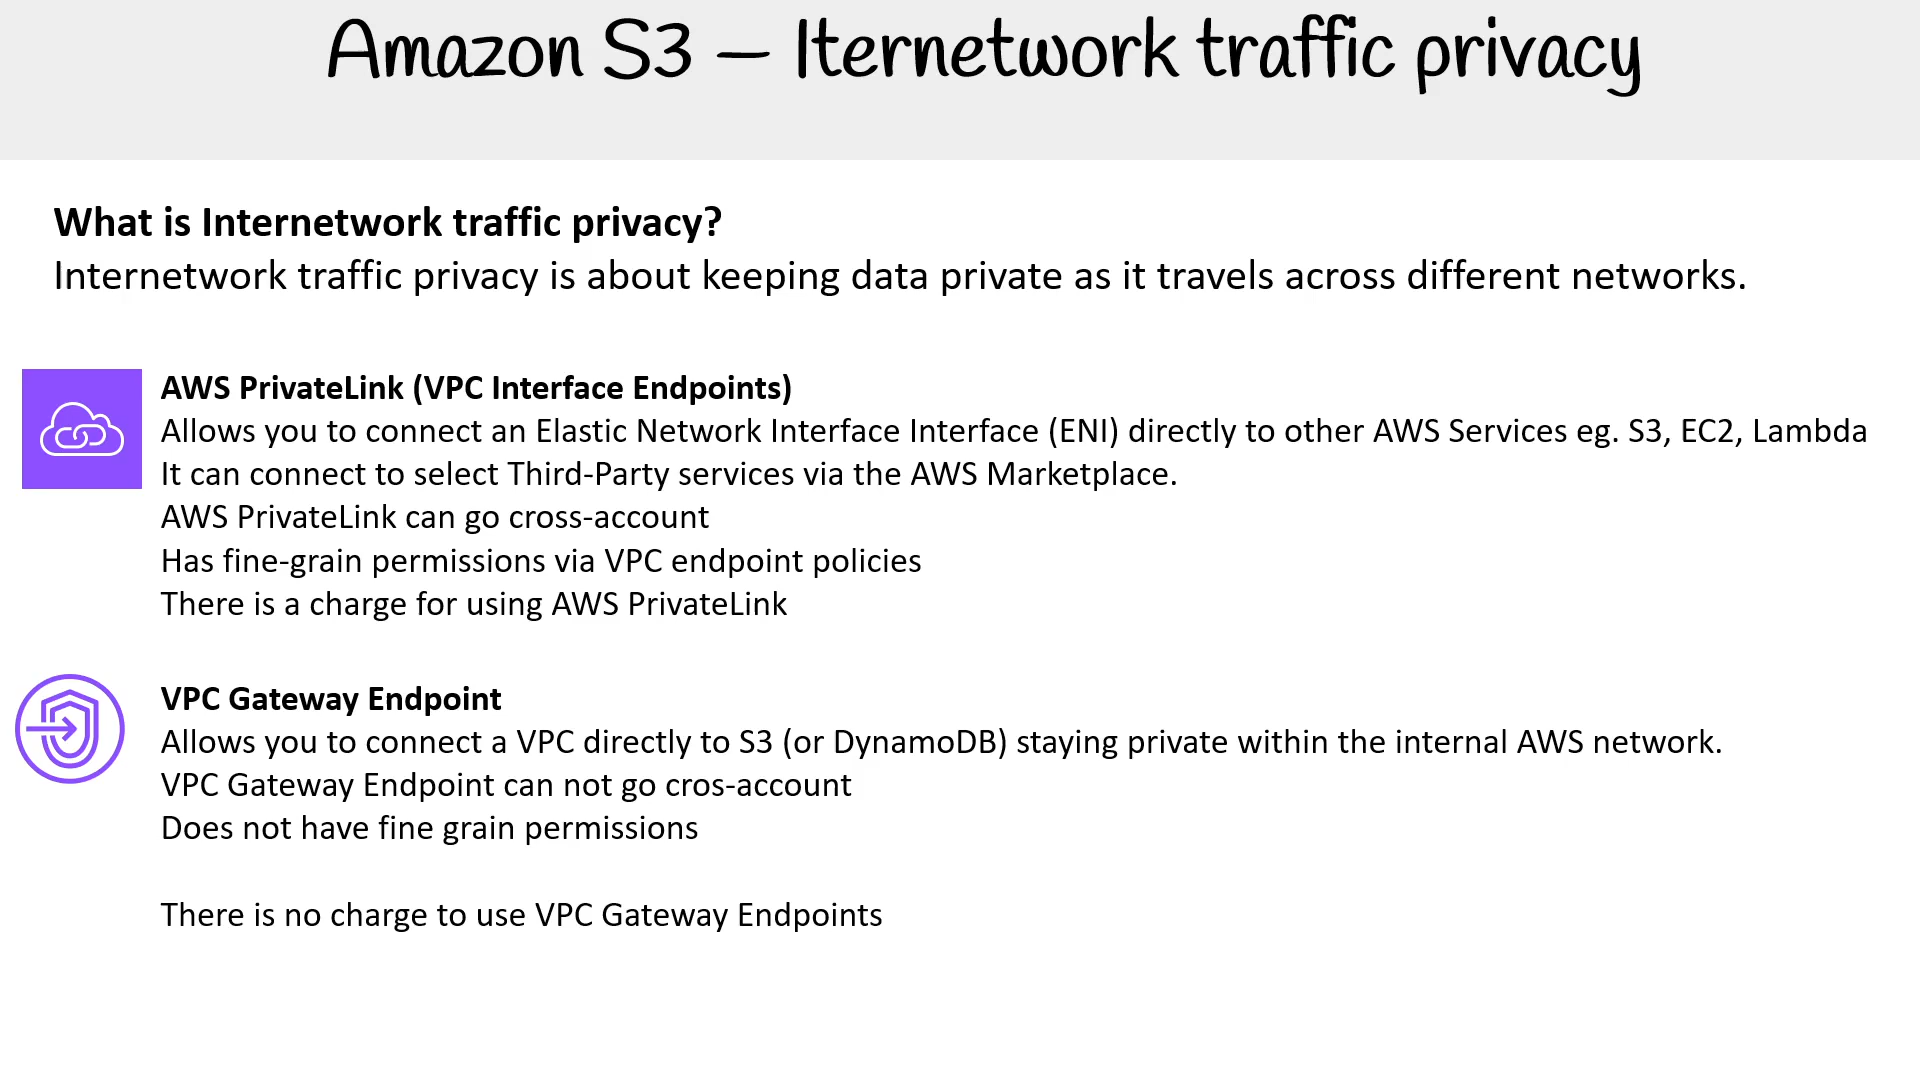 Amazon S3 – Iternetwork traffic privacy
What is Internetwork traffic privacy?
Internetwork traffic privacy is about keeping data private as it travels across different networks.
AWS PrivateLink (VPC Interface Endpoints)
Allows you to connect an Elastic Network Interface Interface (ENI) directly to other AWS Services eg. S3, EC2, Lambda
It can connect to select Third-Party services via the AWS Marketplace.
AWS PrivateLink can go cross-account
Has fine-grain permissions via VPC endpoint policies
There is a charge for using AWS PrivateLink
VPC Gateway Endpoint
Allows you to connect a VPC directly to S3 (or DynamoDB) staying private within the internal AWS network.
VPC Gateway Endpoint can not go cros-account
Does not have fine grain permissions
There is no charge to use VPC Gateway Endpoints